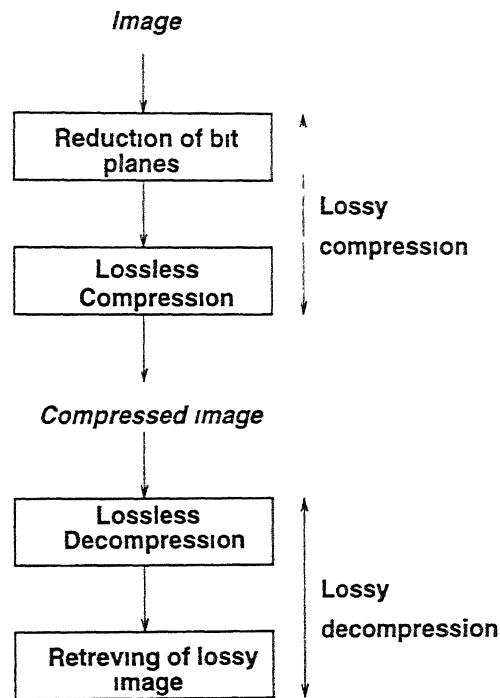 Image
Reduction of bit
planes
Lossy
compression
Lossless
Compression
Compressed image
Lossless
Decompression
Lossy
decompression
Retreving of lossy
image